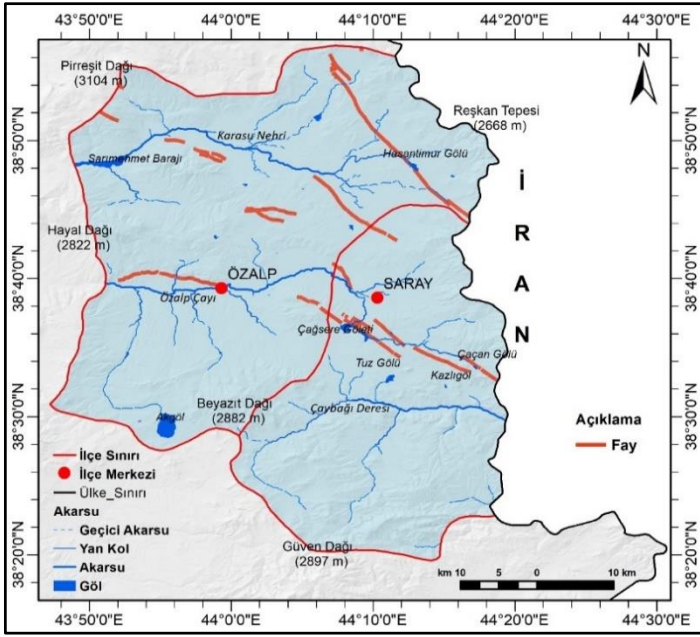 43°50'0"E 44°00'0"E 44°10'0"E 44°20'0"E 44°30'0"E
Pirreşit Dağı
(3104 m)
N
Reşkan Tepesi
(2668 m)
38°50'0"N
38°50'0"N
Karasu Nehri
Sarımehmet Barajı
Hasantimur Gölü
İRAN
Hayal Dağı
(2822 m)
38°40'0"N
38°40'0"N
ÖZALP
SARAY
Özalp Çayı
Çağsere Göleti
Çaçan Gölü
Tuz Gölü
Kazlıgöl
38°30'0"N
38°30'0"N
Beyazıt Dağı
(2882 m)
Çaybağı Deresi
Akgöl
Açıklama
Fay
İlçe Sınırı
İlçe Merkezi
Ülke_Sınırı
Akarsu
Geçici Akarsu
Yan Kol
Akarsu
Göl
Güven Dağı
(2897 m)
38°20'0"N
38°20'0"N
km 10 5 0 10 km
43°50'0"E 44°00'0"E 44°10'0"E 44°20'0"E 44°30'0"E